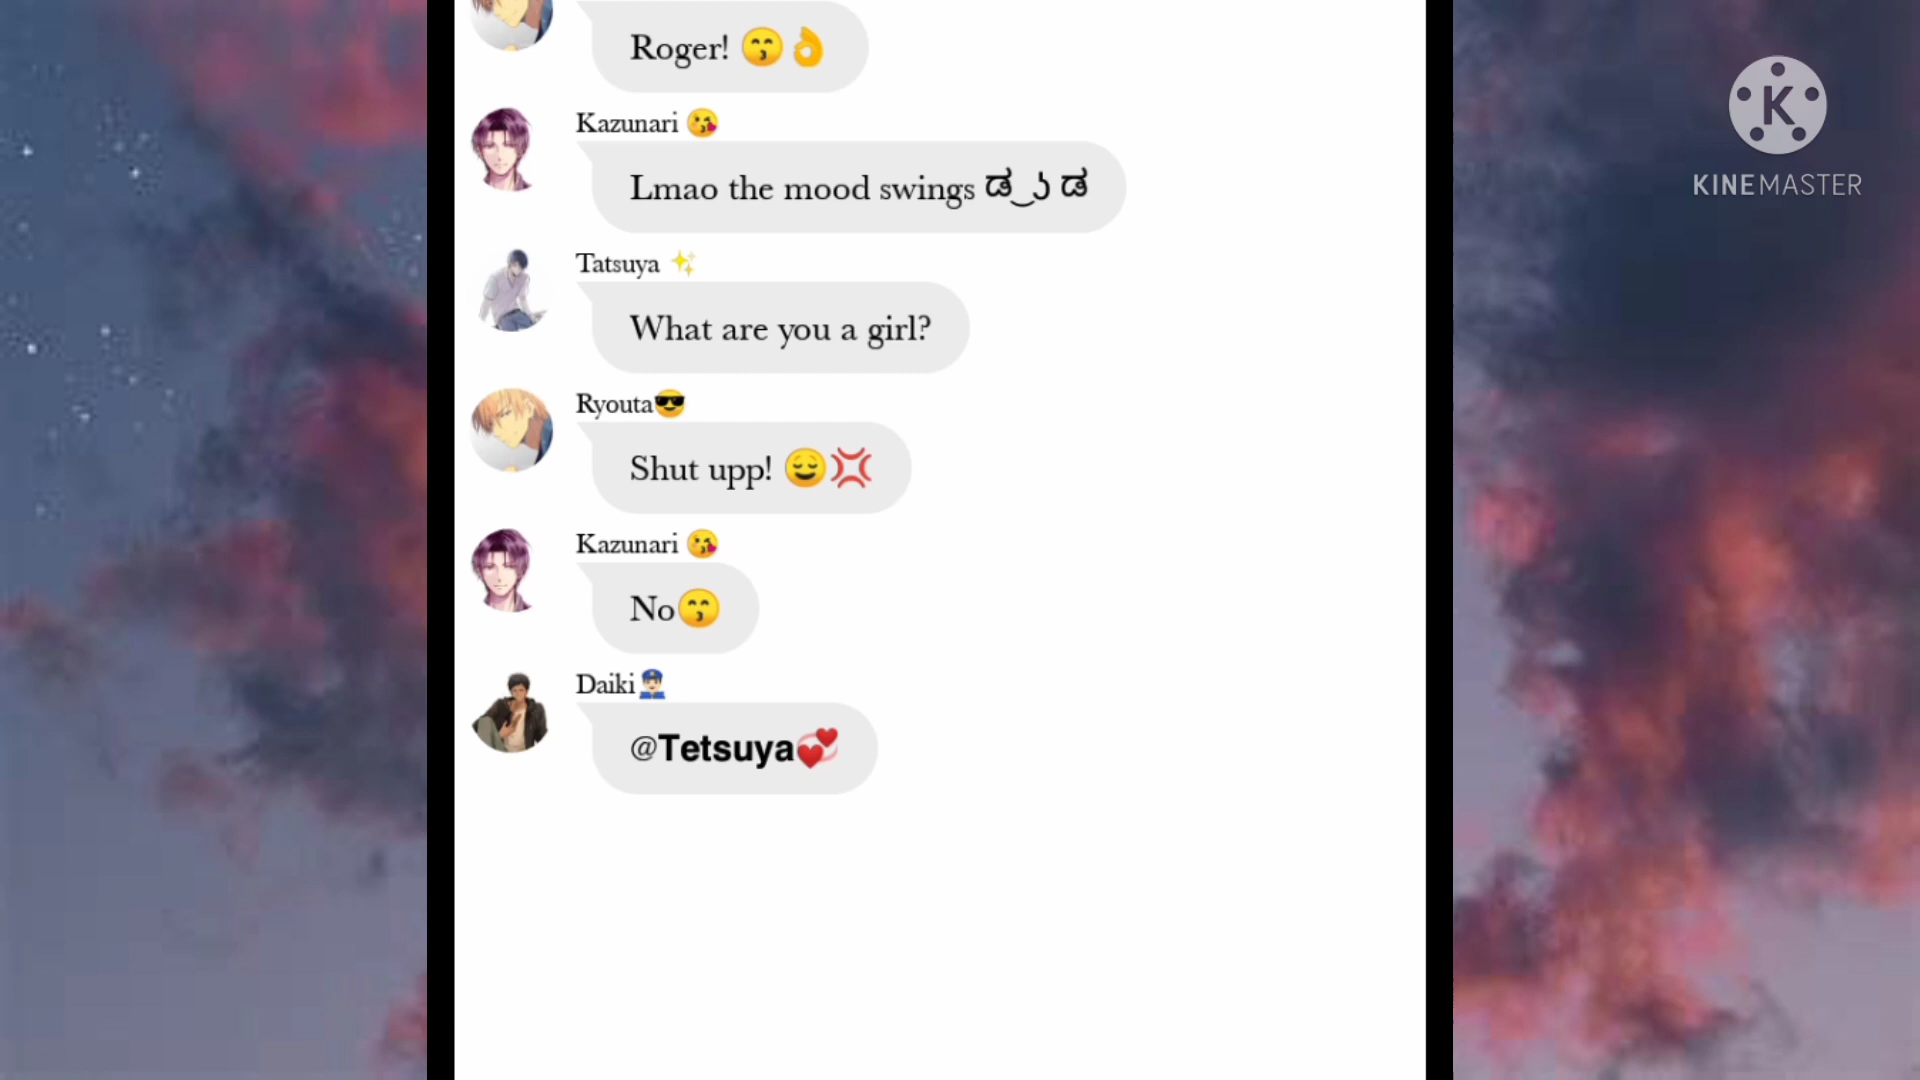 Roger! 😙👌
Kazunari 😘
Lmao the mood swings ಡ ͜ ʖ ಡ
Tatsuya ✨
What are you a girl?
Ryouta😎
Shut upp! 😌💢
Kazunari 😘
No😙
Daiki👮🏻‍♂️
@Tetsuya💞
KINEMASTER